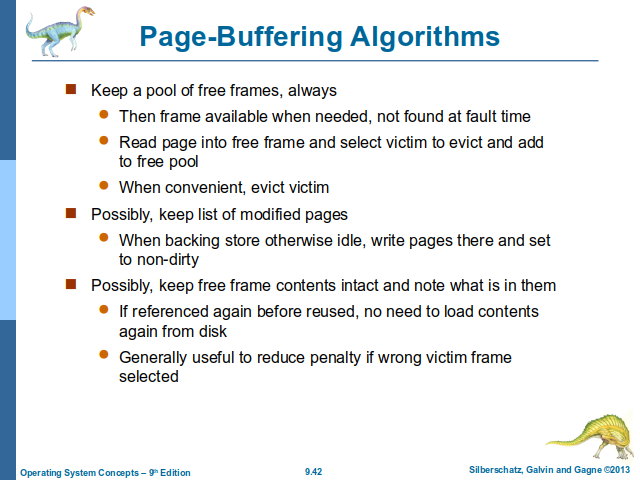 Page-Buffering Algorithms
Keep a pool of free frames, always
Then frame available when needed, not found at fault time
Read page into free frame and select victim to evict and add
to free pool
When convenient, evict victim
Possibly, keep list of modified pages
When backing store otherwise idle, write pages there and set
to non-dirty
Possibly, keep free frame contents intact and note what is in them
If referenced again before reused, no need to load contents
again from disk
Generally useful to reduce penalty if wrong victim frame
selected
Operating System Concepts – 9th Edition
9.42
Silberschatz, Galvin and Gagne ©2013